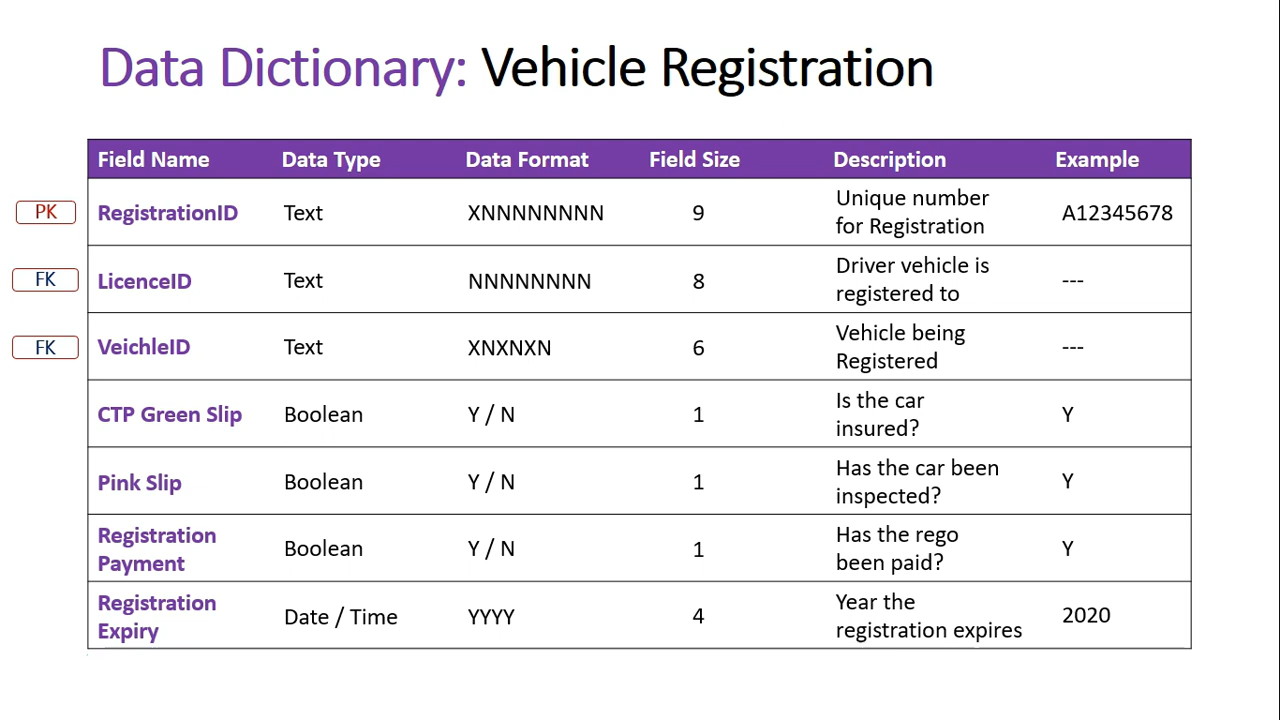 Data Dictionary: Vehicle Registration
Field Name Data Type Data Format Field Size Description Example
PK RegistrationID Text XNNNNNNNN 9 Unique number for Registration A12345678
FK LicenceID Text NNNNNNNN 8 Driver vehicle is registered to ---
FK VeichleID Text XNXNXN 6 Vehicle being Registered ---
CTP Green Slip Boolean Y / N 1 Is the car insured? Y
Pink Slip Boolean Y / N 1 Has the car been inspected? Y
Registration Payment Boolean Y / N 1 Has the rego been paid? Y
Registration Expiry Date / Time YYYY 4 Year the registration expires 2020